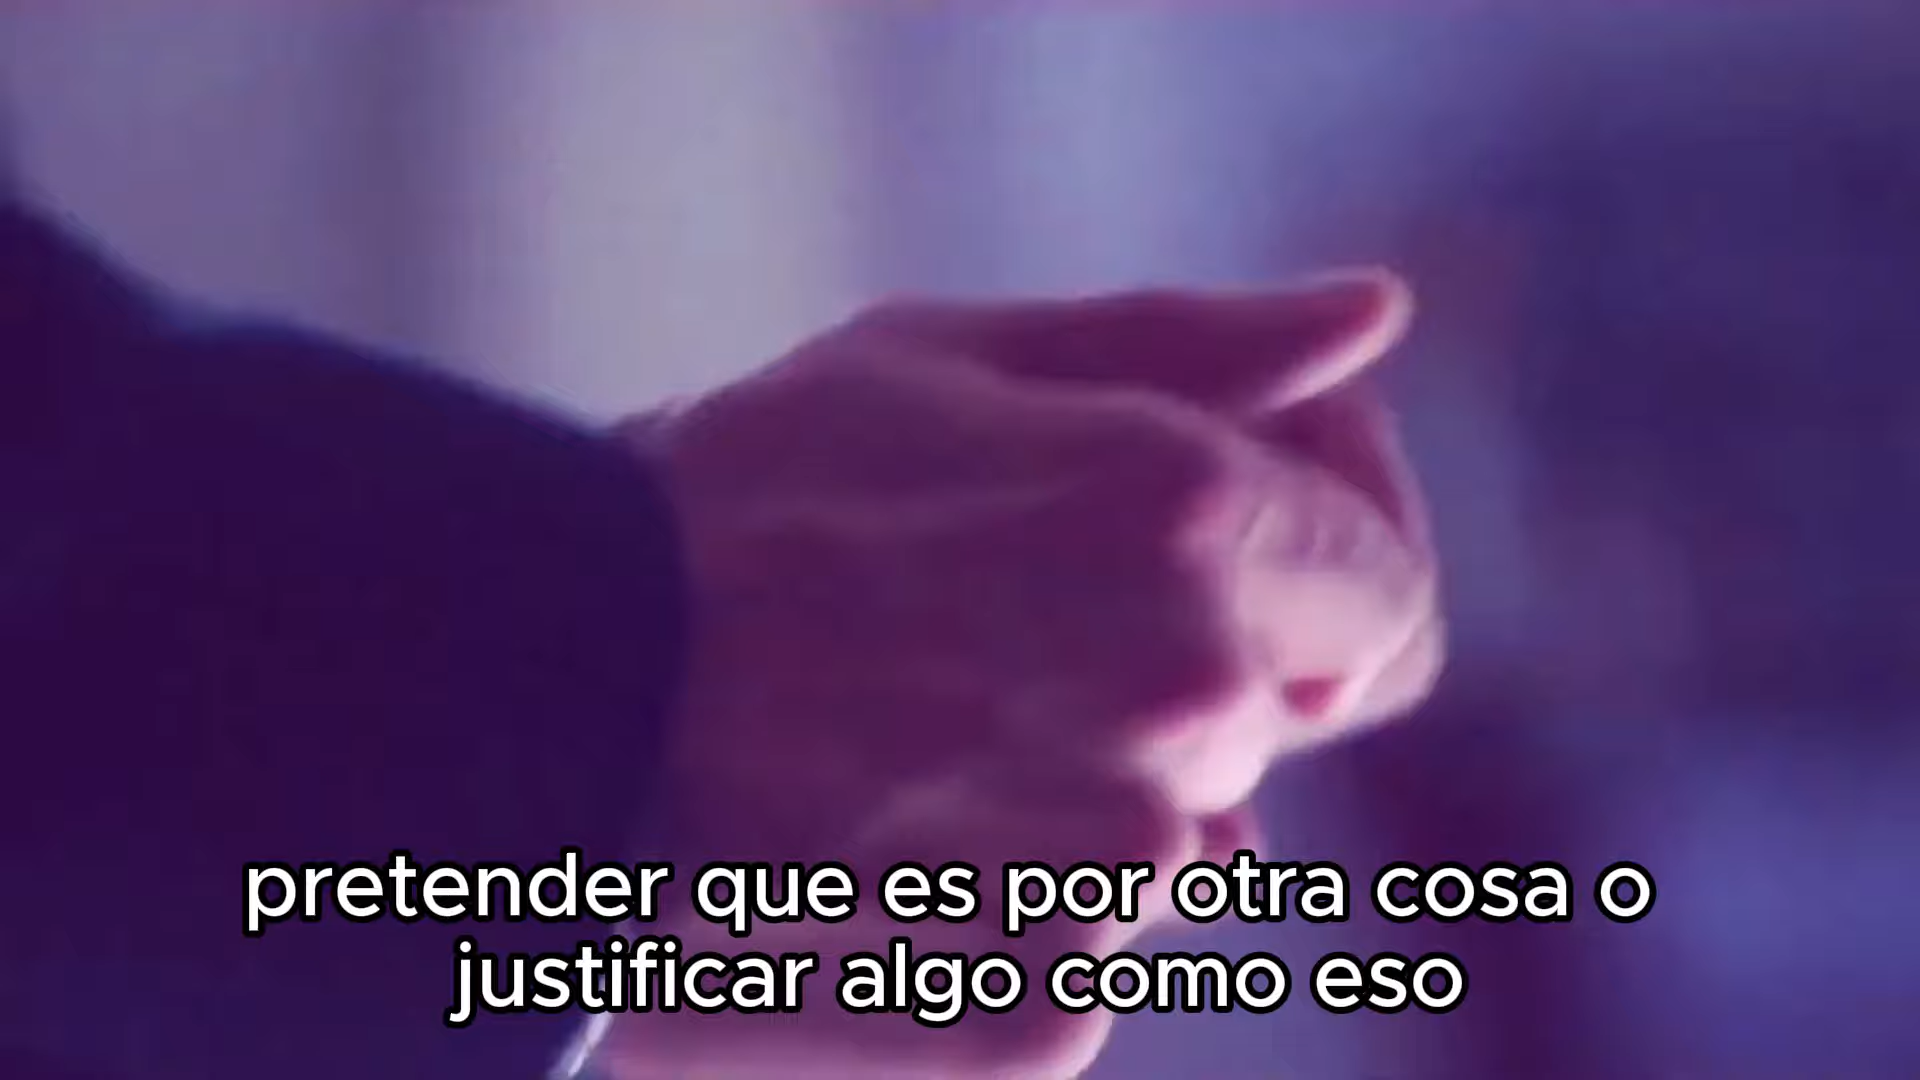 pretender que es por otra cosa o
justificar algo como eso